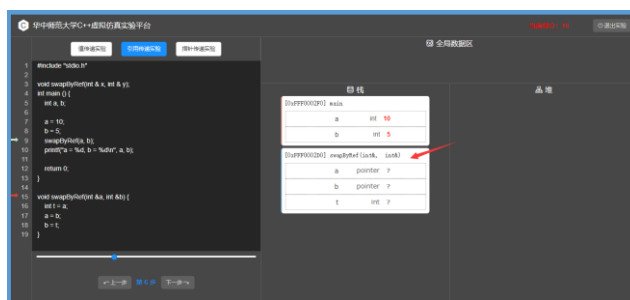 华中师范大学C++虚拟仿真实验平台
退出实验
值传递实验
引用传递实验
指针传递实验
全局数据区
1 #include "stdio.h"
2
3 void swapByRef(int & x, int & y);
4 int main () {
5 int a, b;
6
7 a = 10;
8 b = 5;
9 swapByRef(a, b);
10 printf("a = %d, b = %d\n", a, b);
11
12 return 0;
13 }
14
15 void swapByRef(int &a, int &b) {
16 int t = a;
17 a = b;
18 b = t;
19 }
栈
堆
[0xFFF0002F0] main
a int 10
b int 5
[0xFFF0002D0] swapByRef(int&, int&)
a pointer ?
b pointer ?
t int ?
上一步
下一步